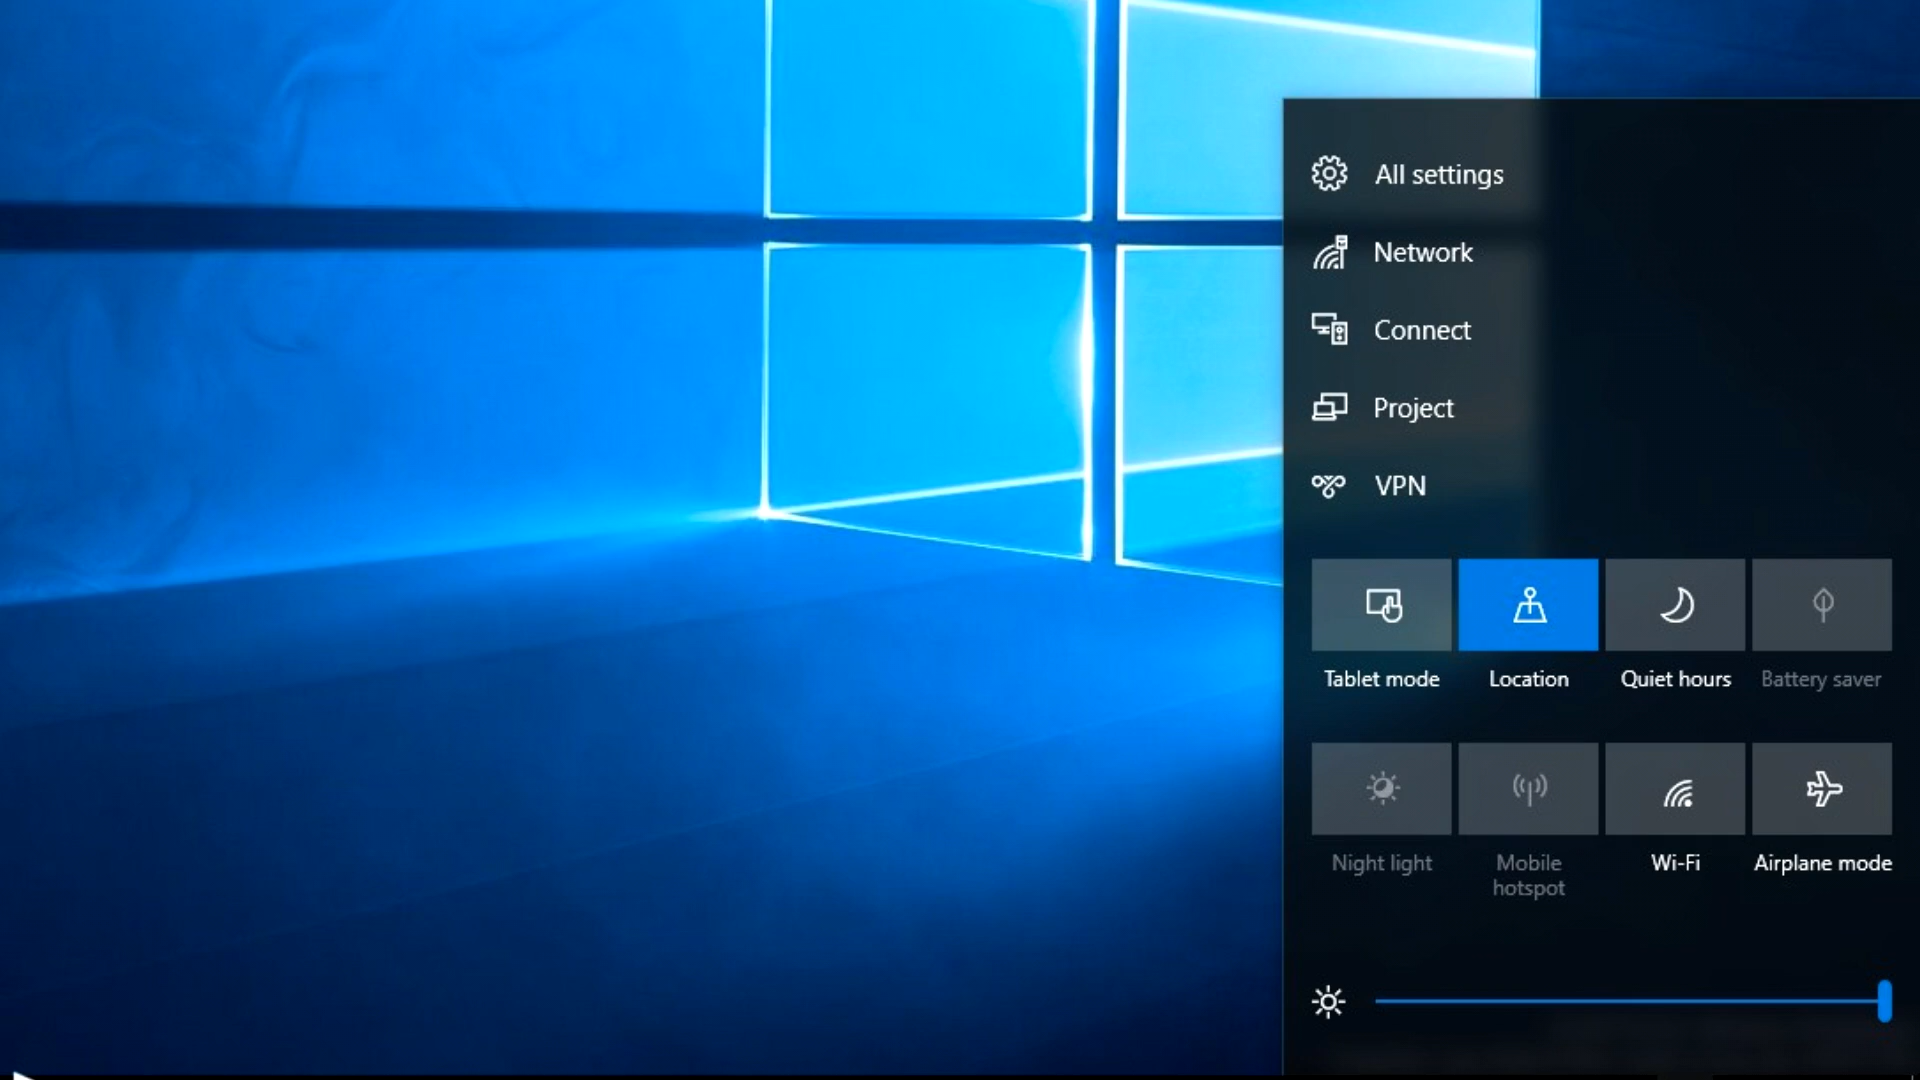 All settings
Network
Connect
Project
VPN
Tablet mode
Location
Quiet hours
Battery saver
Night light
Mobile
hotspot
Wi-Fi
Airplane mode